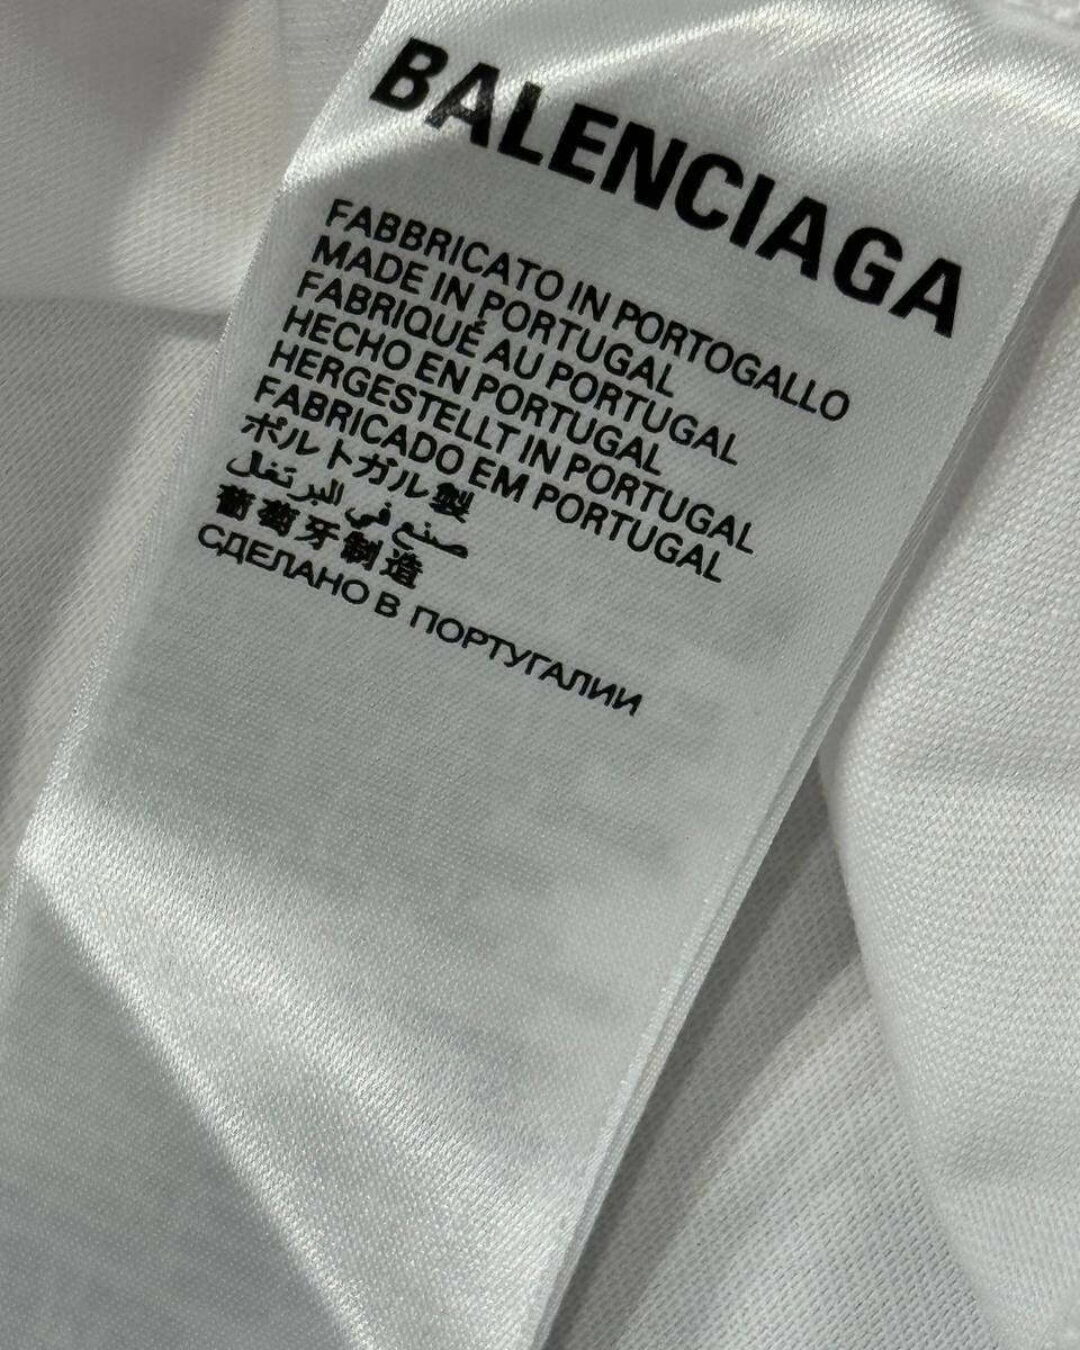 BALENCIAGA
FABBRICATO IN PORTOGALLO
MADE IN PORTUGAL
FABRIQUÉ AU PORTUGAL
HECHO EN PORTUGAL
HERGESTELLT IN PORTUGAL
FABRICADO EM PORTUGAL
ポルトガル製
صنع في البرتغال
葡萄牙制造
СДЕЛАНО В ПОРТУГАЛИИ